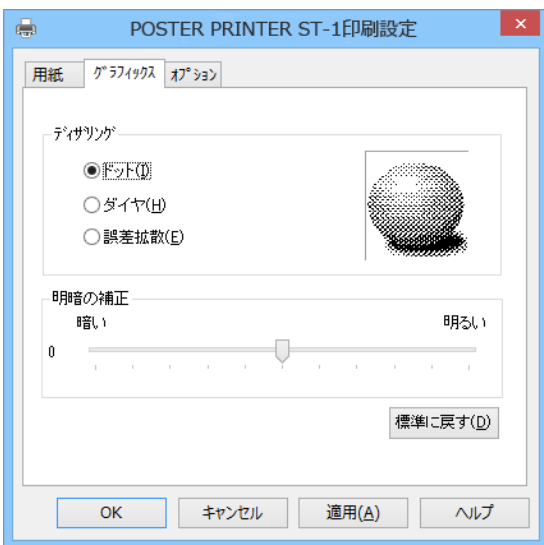 POSTER PRINTER ST-1印刷設定
用紙 グラフィックス オプション
ディザリング
ドット(I)
ダイヤ(H)
誤差拡散(E)
明暗の補正
暗い 明るい
0
標準に戻す(D)
OK キャンセル 適用(A) ヘルプ